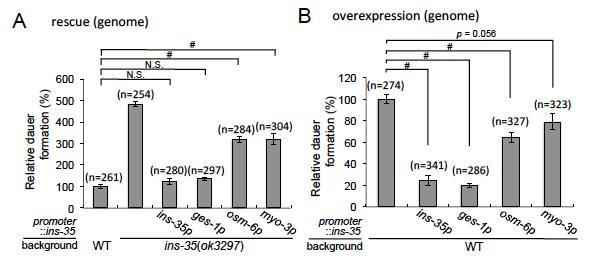 A rescue (genome)
#
N.S.
#
N.S.
600
500
400
300
200
100
0
Relative dauer
formation (%)
(n=261)
(n=254)
(n=280)
(n=297)
(n=284)
(n=304)
promoter
::ins-35
ins-35p
ges-1p
osm-6p
myo-3p
background WT ins-35(ok3297)
B overexpression (genome)
p = 0.056
#
#
#
120
100
80
60
40
20
0
Relative dauer
formation (%)
(n=274)
(n=341)
(n=286)
(n=327)
(n=323)
promoter
::ins-35
ins-35p
ges-1p
osm-6p
myo-3p
background WT